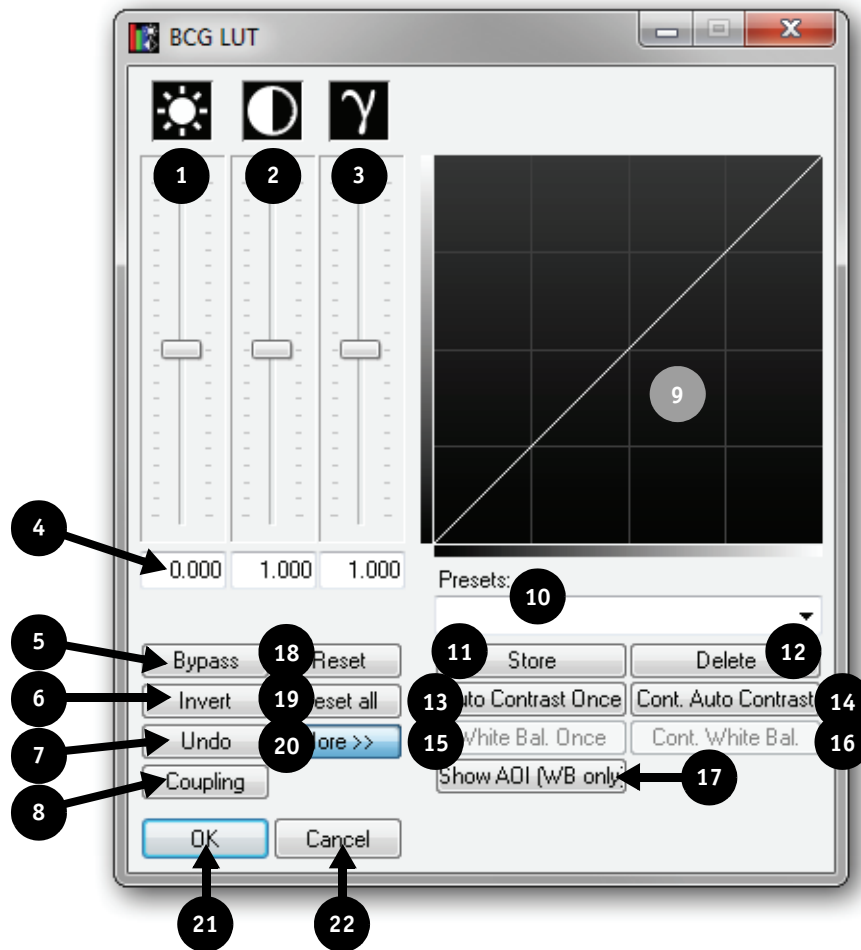 BCG LUT
γ
1
2
3
9
4
0.000 1.000 1.000
Presets:
10
5
Bypass
18
Reset
11
Store
Delete
12
6
Invert
19
eset all
13
uto Contrast Once
Cont. Auto Contrast
14
7
Undo
20
ore >>
15
White Bal. Once
Cont. White Bal.
16
8
Coupling
Show AOI (WB only)
17
OK
Cancel
21
22